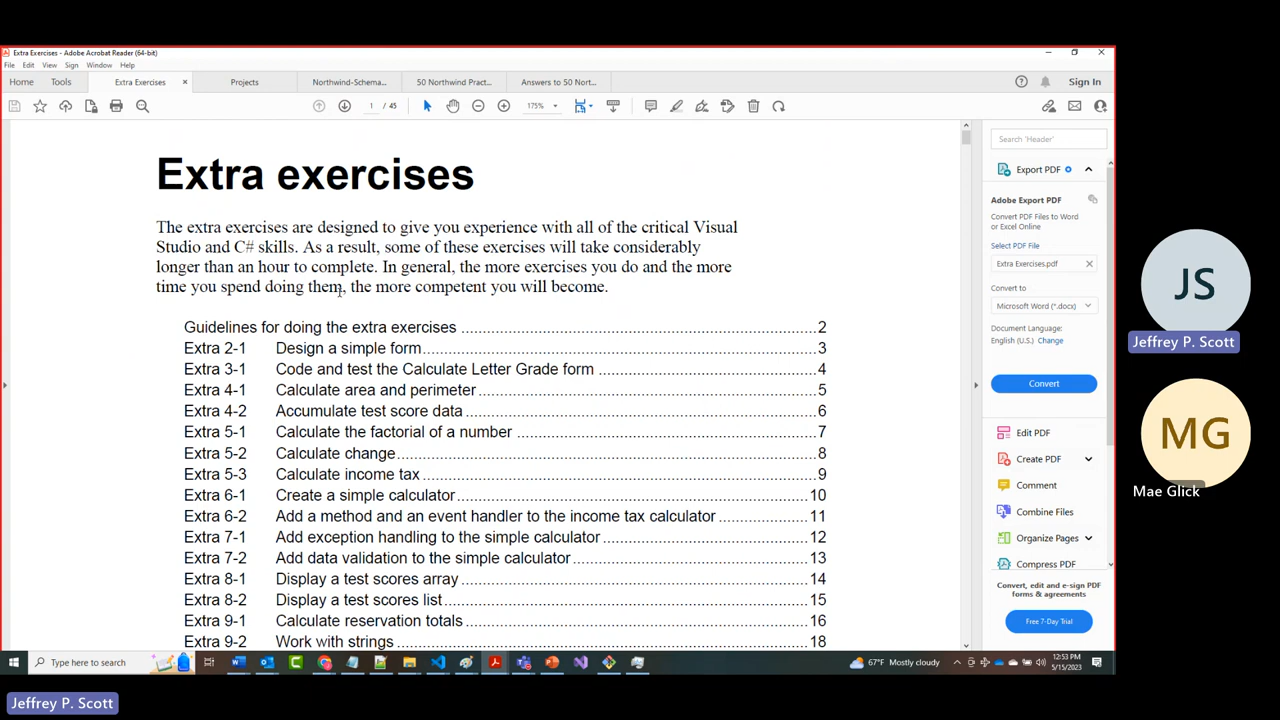 Extra Exercises - Adobe Acrobat Reader (64-bit)
File Edit View Sign Window Help
Home Tools Extra Exercises × Projects Northwind-Schema... 50 Northwind Pract... Answers to 50 Nort... Sign In
1 / 45 175%
Extra exercises
The extra exercises are designed to give you experience with all of the critical Visual
Studio and C# skills. As a result, some of these exercises will take considerably
longer than an hour to complete. In general, the more exercises you do and the more
time you spend doing them, the more competent you will become.
Guidelines for doing the extra exercises ........ 2
Extra 2-1 Design a simple form........ 3
Extra 3-1 Code and test the Calculate Letter Grade form ........ 4
Extra 4-1 Calculate area and perimeter ........ 5
Extra 4-2 Accumulate test score data ........ 6
Extra 5-1 Calculate the factorial of a number ........ 7
Extra 5-2 Calculate change........ 8
Extra 5-3 Calculate income tax ........ 9
Extra 6-1 Create a simple calculator........ 10
Extra 6-2 Add a method and an event handler to the income tax calculator ........ 11
Extra 7-1 Add exception handling to the simple calculator ........ 12
Extra 7-2 Add data validation to the simple calculator ........ 13
Extra 8-1 Display a test scores array ........ 14
Extra 8-2 Display a test scores list ........ 15
Extra 9-1 Calculate reservation totals ........ 16
Extra 9-2 Work with strings ........ 18
Search 'Header'
Export PDF
Adobe Export PDF
Convert PDF Files to Word
or Excel Online
Select PDF File
Extra Exercises.pdf
Convert to
Microsoft Word (*.docx)
Document Language:
English (U.S.) Change
Convert
Edit PDF
Create PDF
Comment
Combine Files
Organize Pages
Compress PDF
Convert, edit and e-sign PDF
forms & agreements
Free 7-Day Trial
JS
Jeffrey P. Scott
MG
Mae Glick
Type here to search
67°F Mostly cloudy
12:53 PM
5/15/2023
Jeffrey P. Scott